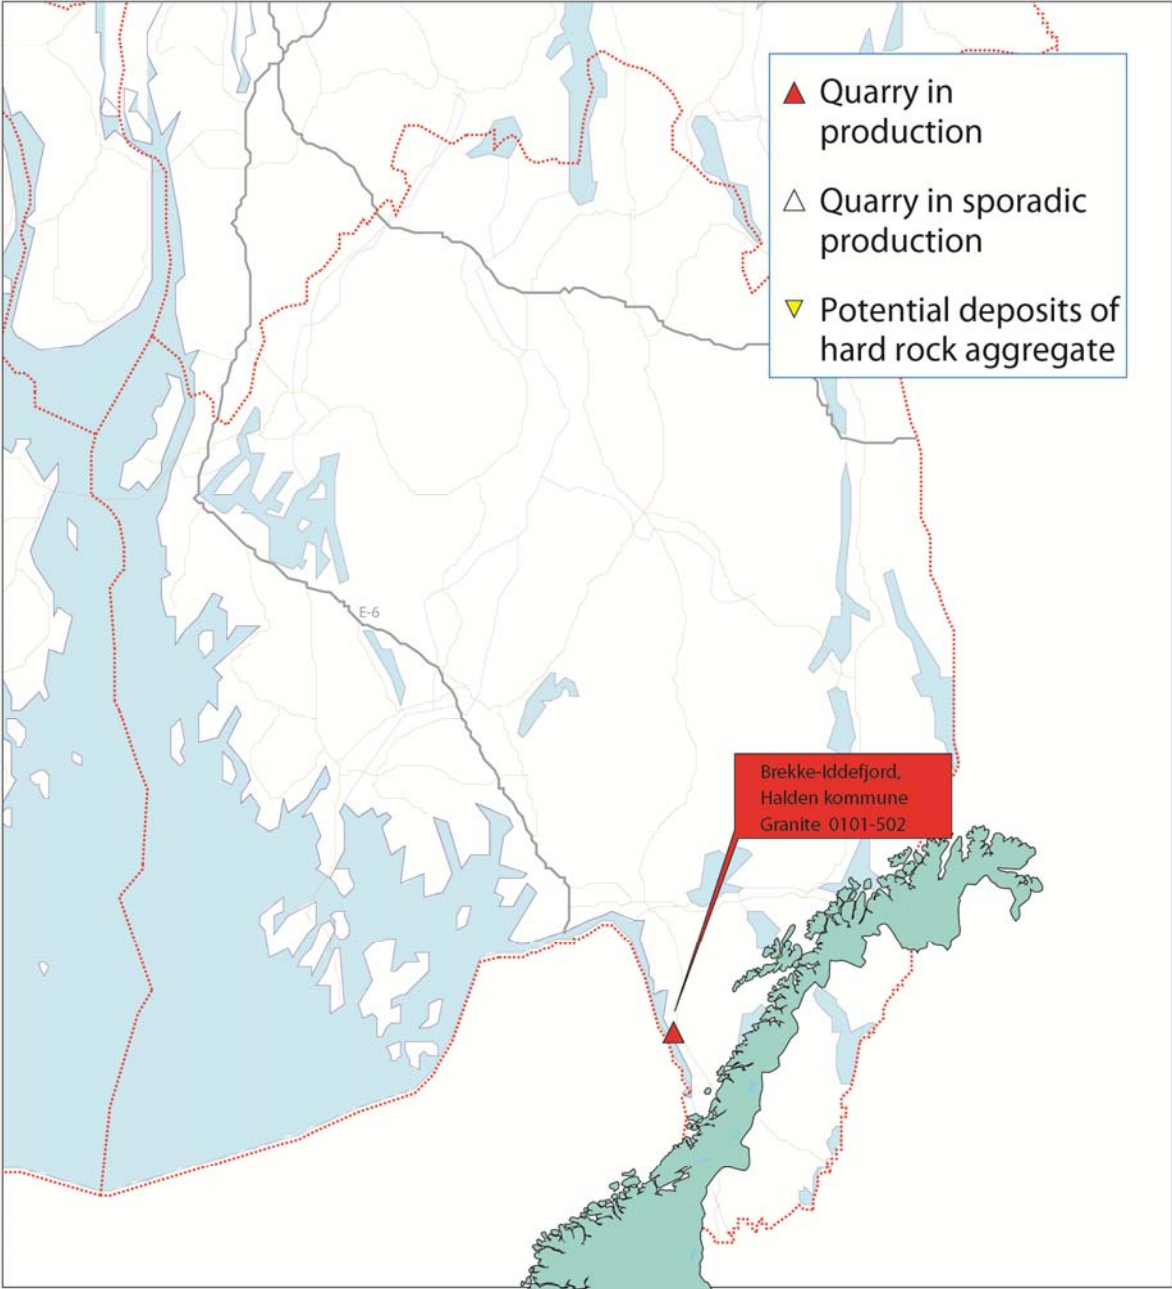 Quarry in
production
Quarry in sporadic
production
Potential deposits of
hard rock aggregate
E-6
Brekke-Iddefjord,
Halden kommune
Granite 0101-502